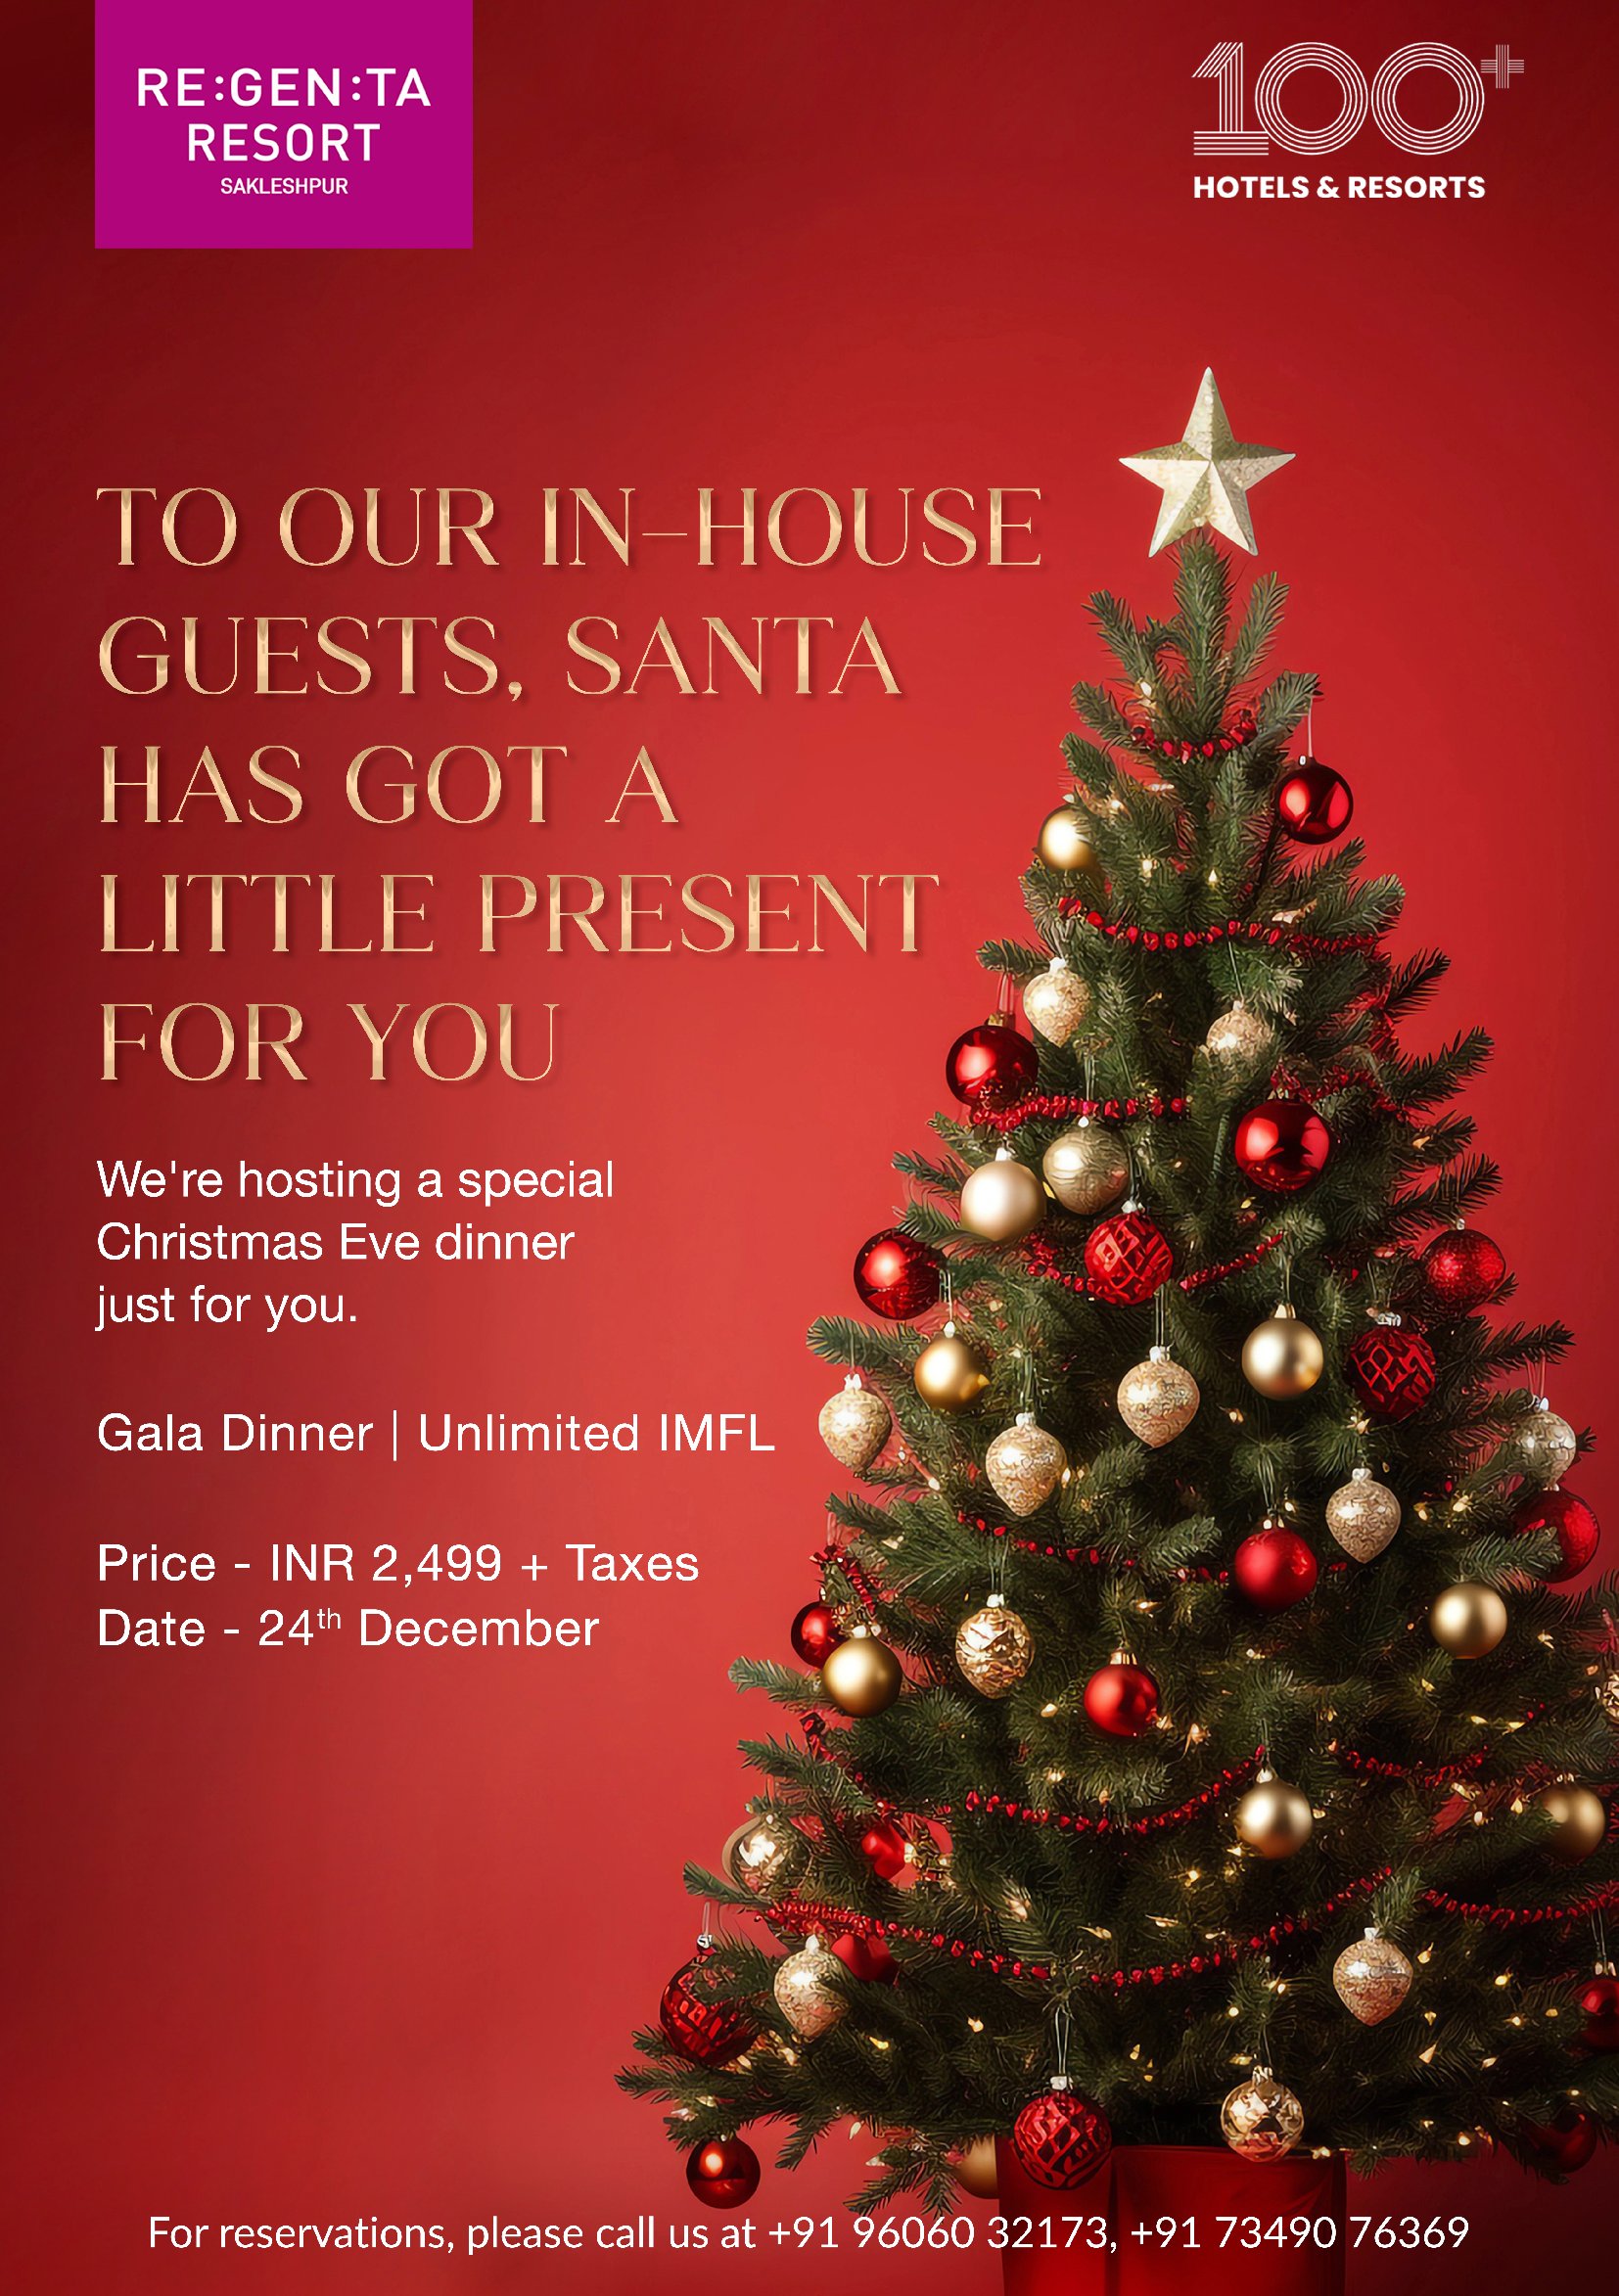 RE:GEN:TA
RESORT
SAKLESHPUR
100+
HOTELS & RESORTS
TO OUR IN–HOUSE
GUESTS, SANTA
HAS GOT A
LITTLE PRESENT
FOR YOU
We're hosting a special
Christmas Eve dinner
just for you.
Gala Dinner | Unlimited IMFL
Price - INR 2,499 + Taxes
Date - 24th December
For reservations, please call us at +91 96060 32173, +91 73490 76369